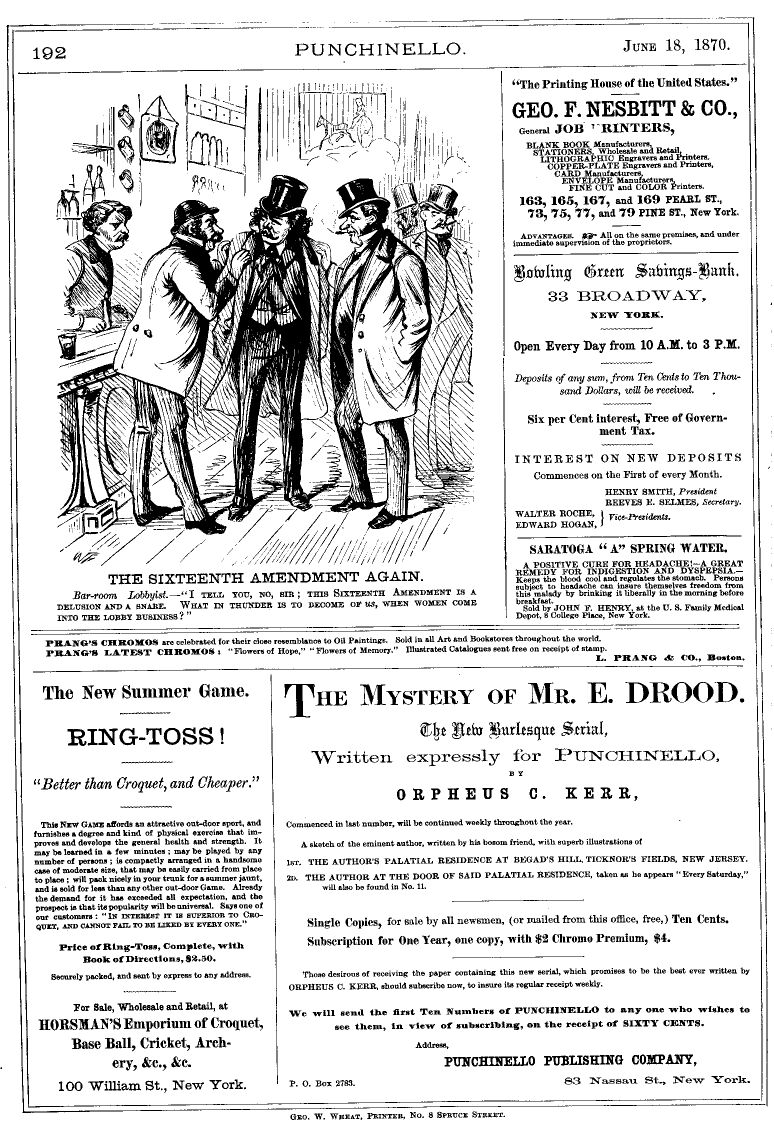 192
PUNCHINELLO.
JUNE 18, 1870.
THE SIXTEENTH AMENDMENT AGAIN.
Bar-room Lobbyist.—"I TELL YOU, NO, SIR; THIS SIXTEENTH AMENDMENT IS A
DELUSION AND A SNARE. WHAT IN THUNDER IS TO BECOME OF US, WHEN WOMEN COME
INTO THE LOBBY BUSINESS?"
"The Printing House of the United States."
GEO. F. NESBITT & CO.,
General JOB PRINTERS,
BLANK BOOK Manufacturers,
STATIONERS, Wholesale and Retail,
LITHOGRAPHIC Engravers and Printers.
COPPER-PLATE Engravers and Printers,
CARD Manufacturers,
ENVELOPE Manufacturers,
FINE CUT and COLOR Printers.
163, 165, 167, and 169 PEARL ST.,
73, 75, 77, and 79 PINE ST., New York.
ADVANTAGES. ☞ All on the same premises, and under
immediate supervision of the proprietors.
Bowling Green Savings-Bank.
33 BROADWAY,
NEW YORK.
Open Every Day from 10 A.M. to 3 P.M.
Deposits of any sum, from Ten Cents to Ten Thou-
sand Dollars, will be received.
Six per Cent interest, Free of Govern-
ment Tax.
INTEREST ON NEW DEPOSITS
Commences on the First of every Month.
HENRY SMITH, President
REEVES E. SELMES, Secretary.
WALTER ROCHE,
EDWARD HOGAN, } Vice-Presidents.
SARATOGA "A" SPRING WATER,
A POSITIVE CURE FOR HEADACHE!—A GREAT
REMEDY FOR INDIGESTION AND DYSPEPSIA.—
Keeps the blood cool and regulates the stomach. Persons
subject to headache can insure themselves freedom from
this malady by brinking it liberally in the morning before
breakfast.
Sold by JOHN F. HENRY, at the U. S. Family Medical
Depot, 8 College Place, New York.
PRANG'S CHROMOS are celebrated for their close resemblance to Oil Paintings. Sold in all Art and Bookstores throughout the world.
PRANG'S LATEST CHROMOS: "Flowers of Hope," "Flowers of Memory." Illustrated Catalogues sent free on receipt of stamp.
L. PRANG & CO., Boston.
The New Summer Game.
RING-TOSS!
"Better than Croquet, and Cheaper."
This NEW GAME affords an attractive out-door sport, and
furnishes a degree and kind of physical exercise that im-
proves and develops the general health and strength. It
may be learned in a few minutes; may be played by any
number of persons; is compactly arranged in a handsome
case of moderate size, that may be easily carried from place
to place; will pack nicely in your trunk for a summer jaunt,
and is sold for less than any other out-door Game. Already
the demand for it has exceeded all expectation, and the
prospect is that its popularity will be universal. Says one of
our customers: "IN INTEREST IT IS SUPERIOR TO CRO-
QUET, AND CANNOT FAIL TO BE LIKED BY EVERY ONE."
Price of Ring-Toss, Complete, with
Book of Directions, $2.50.
Securely packed, and sent by express to any address.
For Sale, Wholesale and Retail, at
HORSMAN'S Emporium of Croquet,
Base Ball, Cricket, Arch-
ery, &c., &c.
100 William St., New York.
THE MYSTERY OF MR. E. DROOD.
The New Burlesque Serial,
Written expressly for PUNCHINELLO,
BY
ORPHEUS C. KERR,
Commenced in last number, will be continued weekly throughout the year.
A sketch of the eminent author, written by his bosom friend, with superb illustrations of
1ST. THE AUTHOR'S PALATIAL RESIDENCE AT BEGAD'S HILL, TICKNOR'S FIELDS, NEW JERSEY.
2D. THE AUTHOR AT THE DOOR OF SAID PALATIAL RESIDENCE, taken as he appears "Every Saturday,"
will also be found in No. 11.
Single Copies, for sale by all newsmen, (or mailed from this office, free,) Ten Cents.
Subscription for One Year, one copy, with $2 Chromo Premium, $4.
Those desirous of receiving the paper containing this new serial, which promises to be the best ever written by
ORPHEUS C. KERR, should subscribe now, to insure its regular receipt weekly.
We will send the first Ten Numbers of PUNCHINELLO to any one who wishes to
see them, in view of subscribing, on the receipt of SIXTY CENTS.
Address,
PUNCHINELLO PUBLISHING COMPANY,
P. O. Box 2783.
83 Nassau St., New York.
GEO. W. WHEAT, PRINTER, NO. 8 SPRUCE STREET.